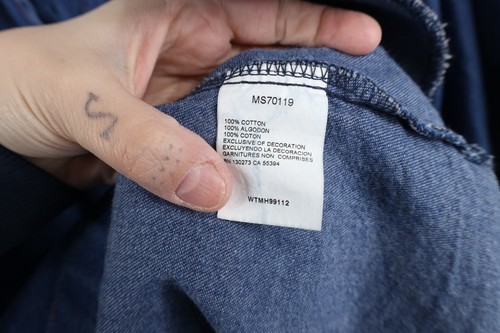 S
MS70119
100% COTTON
100% ALGODON
100% COTON
EXCLUSIVE OF DECORATION
EXCLUYENDO LA DECORACION
GARNITURES NON COMPRISES
RN 130273 CA 55394
WTMH99112